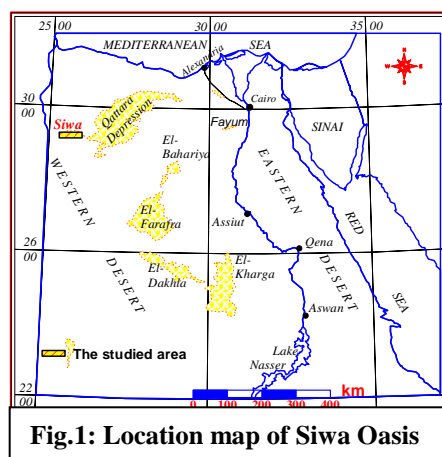 25 00
30 00
35 00
MEDITERRANEAN SEA
Alexandria
30
00
Cairo
Qattara
Depression
Siwa
Fayum
SINAI
El-
Bahariya
WESTERN
DESERT
EASTERN
DESERT
El-
Farafra
Assiut
RED
SEA
26
00
Qena
El-
Dakhla
El-
Kharga
Aswan
Lake
Nasser
The studied area
km
22
00
0 100 200 300 400
W E
Fig.1: Location map of Siwa Oasis